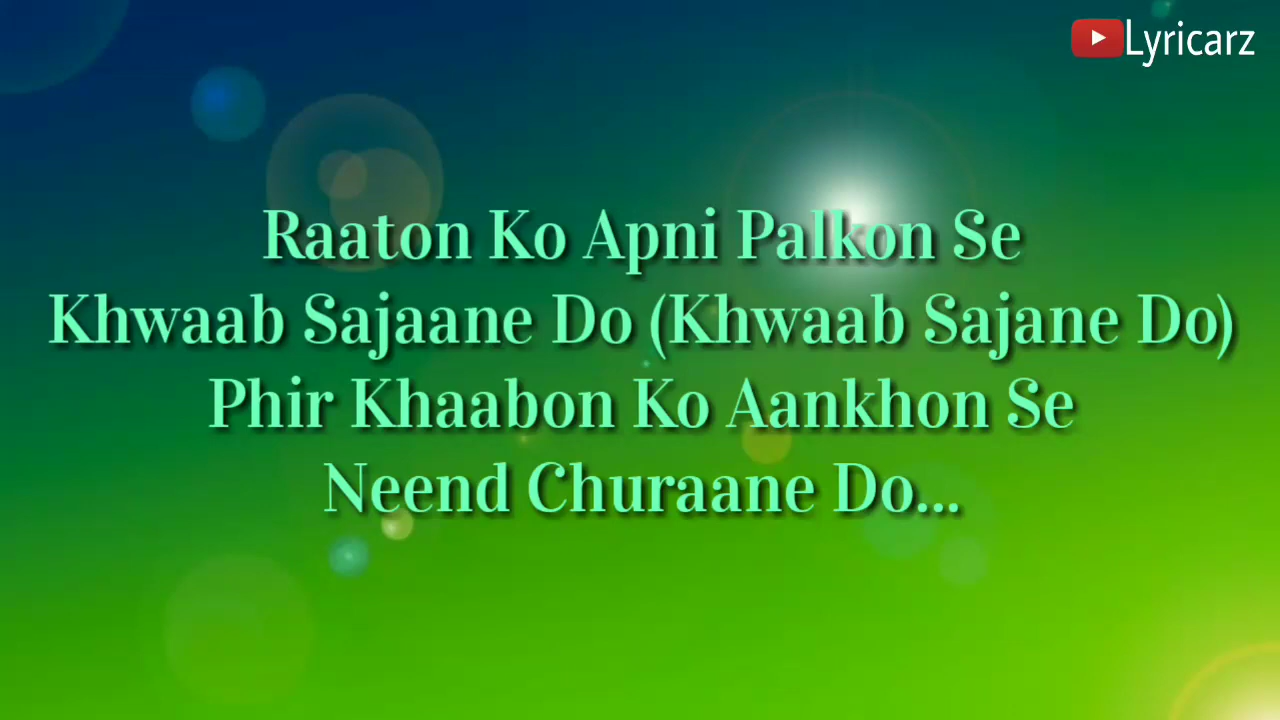 Lyricarz
Raaton Ko Apni Palkon Se
Khwaab Sajaane Do (Khwaab Sajane Do)
Phir Khaabon Ko Aankhon Se
Neend Churaane Do...